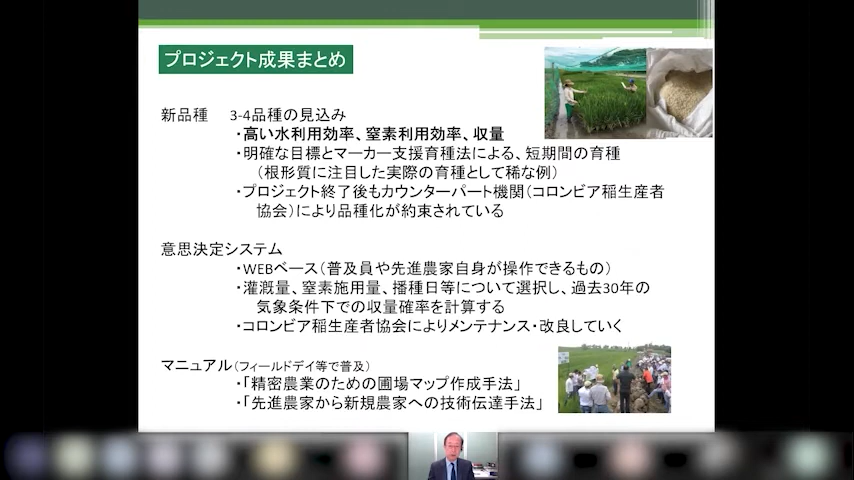 プロジェクト成果まとめ
新品種　3-4品種の見込み
・高い水利用効率、窒素利用効率、収量
・明確な目標とマーカー支援育種法による、短期間の育種
（根形質に注目した実際の育種として稀な例）
・プロジェクト終了後もカウンターパート機関（コロンビア稲生産者
協会）により品種化が約束されている
意思決定システム
・WEBベース（普及員や先進農家自身が操作できるもの）
・灌漑量、窒素施用量、播種日等について選択し、過去30年の
気象条件下での収量確率を計算する
・コロンビア稲生産者協会によりメンテナンス・改良していく
マニュアル（フィールドデイ等で普及）
・「精密農業のための圃場マップ作成手法」
・「先進農家から新規農家への技術伝達手法」